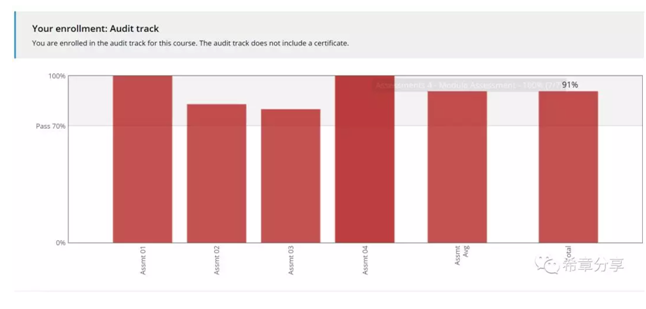 Your enrollment: Audit track
You are enrolled in the audit track for this course. The audit track does not include a certificate.
100%
91%
Pass 70%
0%
Assmt 01
Assmt 02
Assmt 03
Assmt 04
Assmt
Avg
Total
希章分享